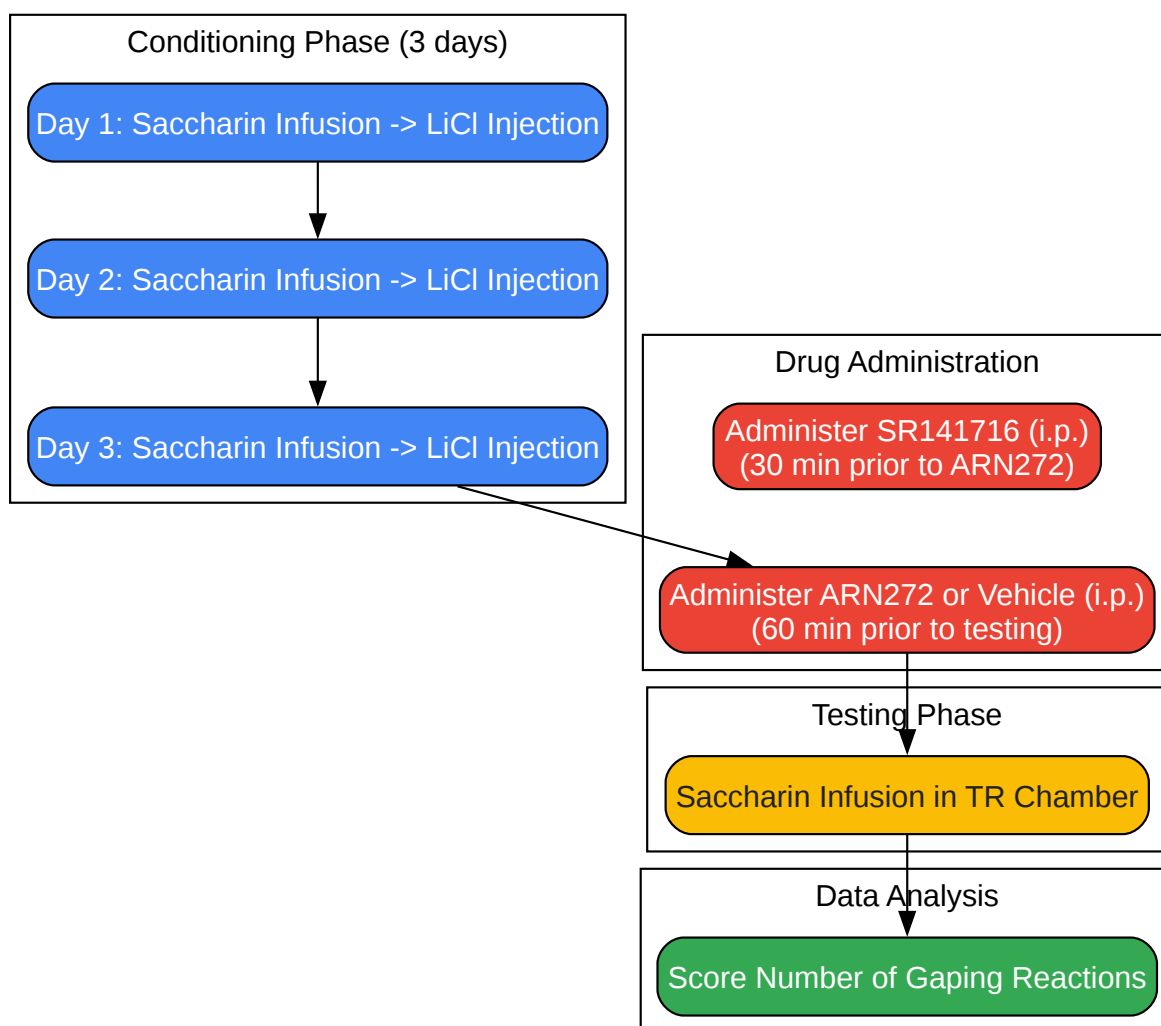 Conditioning Phase (3 days)
Day 1: Saccharin Infusion -> LiCl Injection
Day 2: Saccharin Infusion -> LiCl Injection
Day 3: Saccharin Infusion -> LiCl Injection
Drug Administration
Administer SR141716 (i.p.)
(30 min prior to ARN272)
Administer ARN272 or Vehicle (i.p.)
(60 min prior to testing)
Testing Phase
Saccharin Infusion in TR Chamber
Data Analysis
Score Number of Gaping Reactions